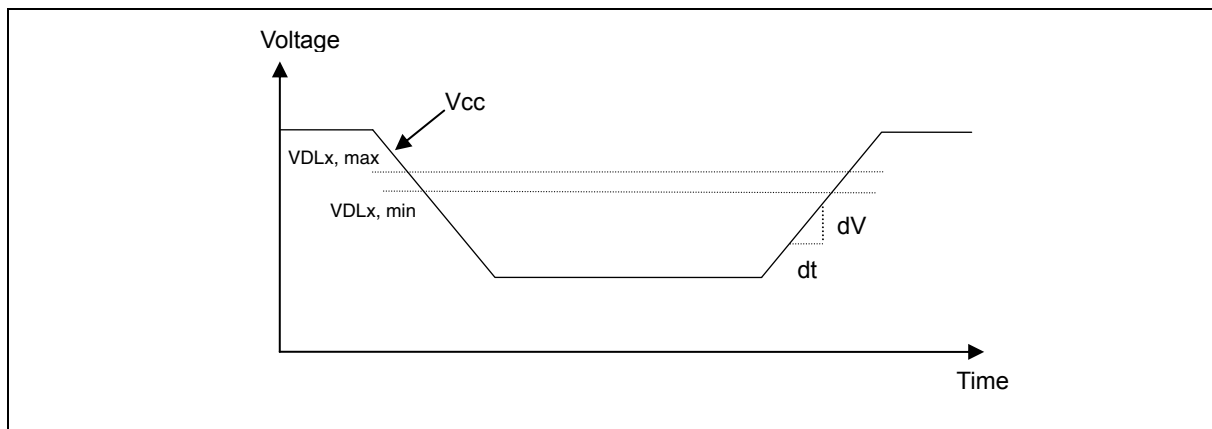 Voltage
Vcc
VDLx, max
VDLx, min
dV
dt
Time